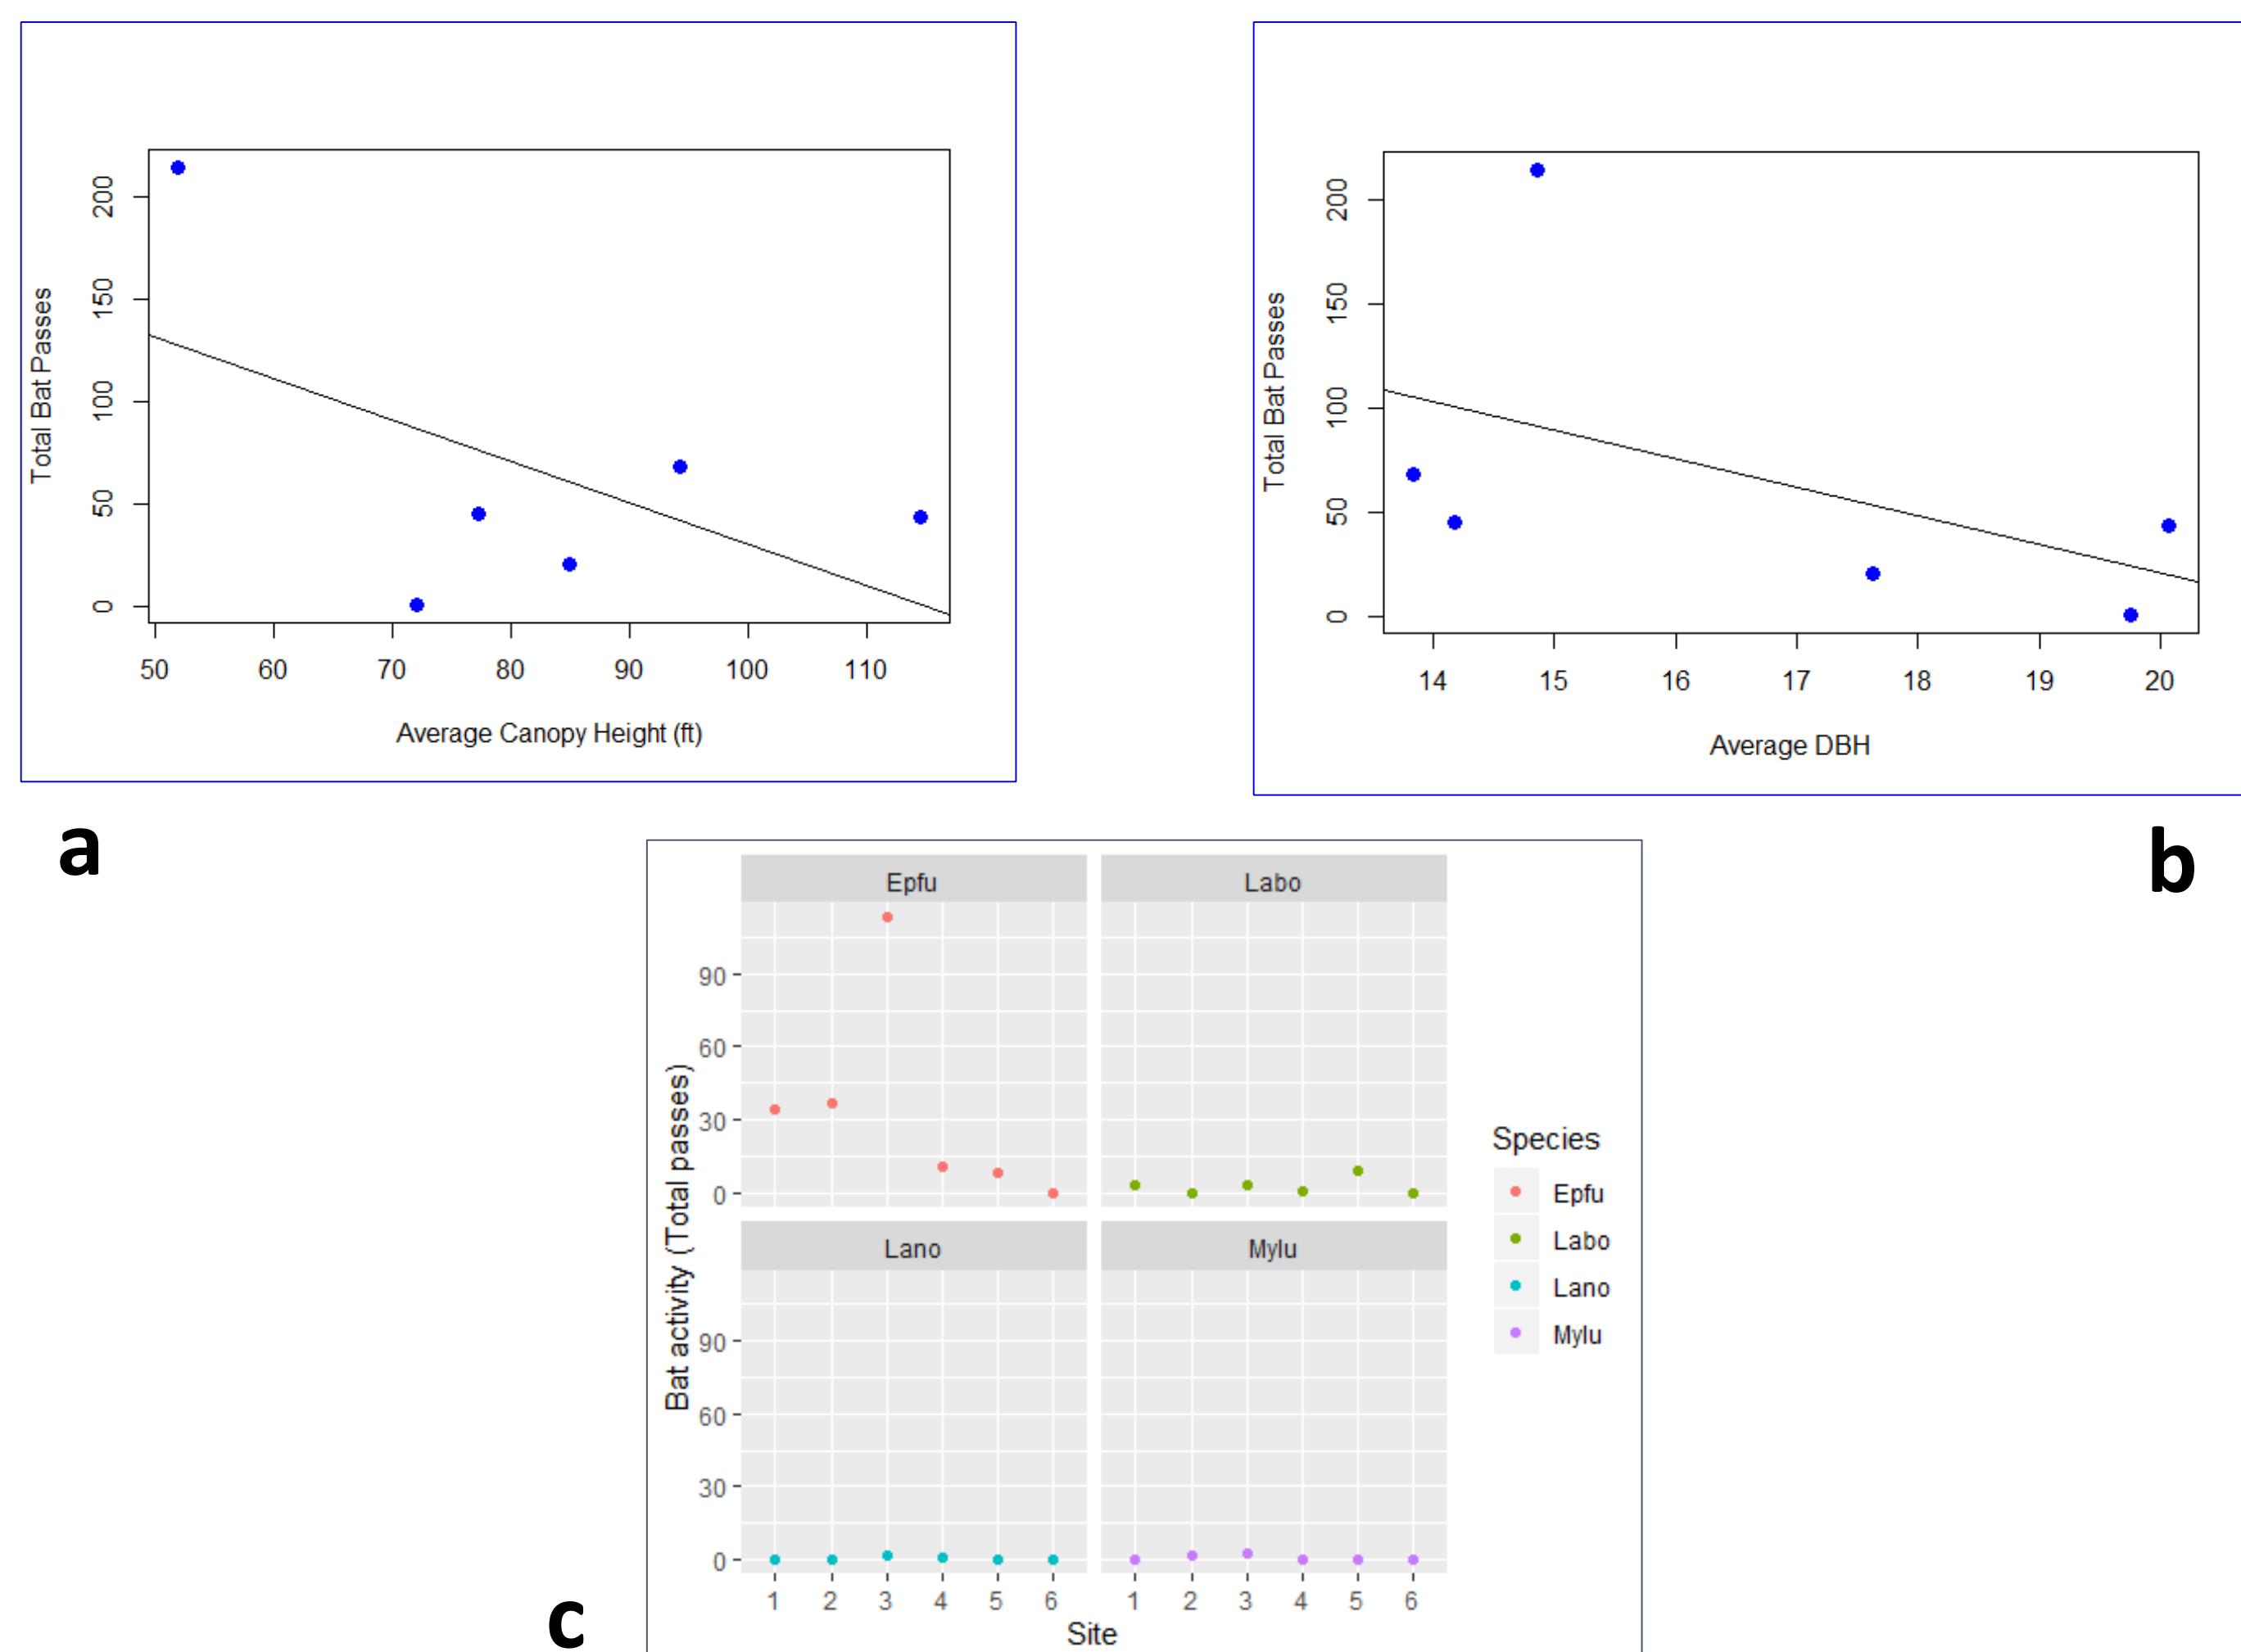 Total Bat Passes
200
150
100
50
0
50 60 70 80 90 100 110
Average Canopy Height (ft)
a
Total Bat Passes
200
150
100
50
0
14 15 16 17 18 19 20
Average DBH
b
Epfu Labo
90
60
30
0
Lano Mylu
90
60
30
0
1 2 3 4 5 6 1 2 3 4 5 6
Site
Bat activity (Total passes)
Species
Epfu
Labo
Lano
Mylu
c